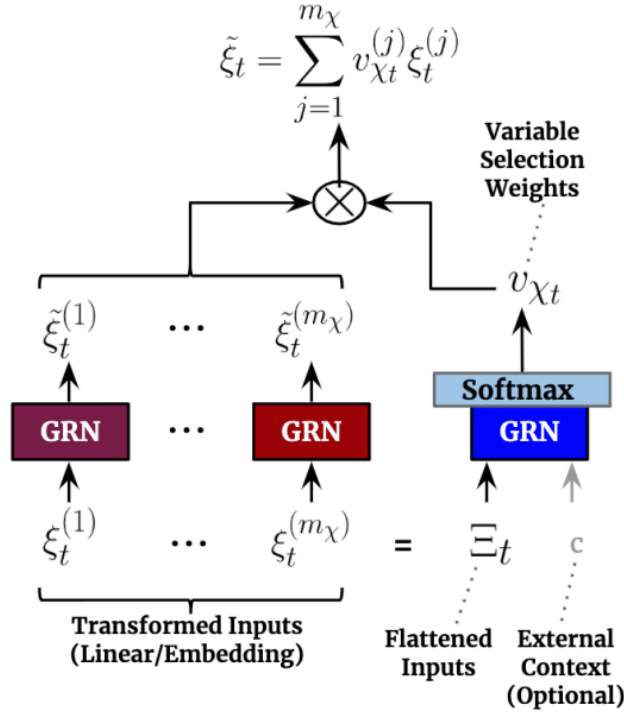 ξ̃_t = ∑_{j=1}^{m_χ} v_{χ_t}^{(j)} ξ_t^{(j)}
Variable
Selection
Weights
v_{χ_t}
ξ̃_t^{(1)} ... ξ̃_t^{(m_χ)}
Softmax
GRN ... GRN GRN
ξ_t^{(1)} ... ξ_t^{(m_χ)} = Ξ_t c
Transformed Inputs
(Linear/Embedding)
Flattened
Inputs
External
Context
(Optional)